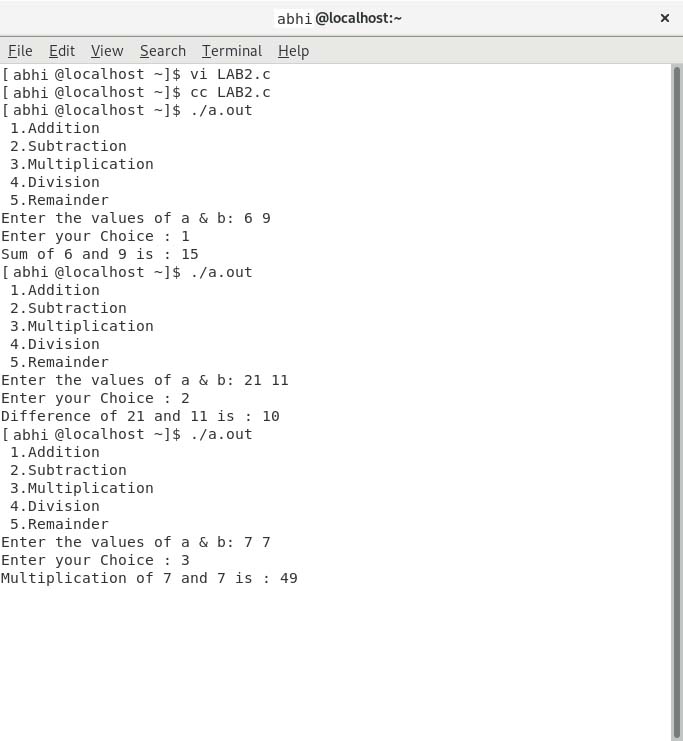 abhi@localhost:~ ×
File Edit View Search Terminal Help
[abhi @localhost ~]$ vi LAB2.c
[abhi @localhost ~]$ cc LAB2.c
[abhi @localhost ~]$ ./a.out
1.Addition
2.Subtraction
3.Multiplication
4.Division
5.Remainder
Enter the values of a & b: 6 9
Enter your Choice : 1
Sum of 6 and 9 is : 15
[abhi @localhost ~]$ ./a.out
1.Addition
2.Subtraction
3.Multiplication
4.Division
5.Remainder
Enter the values of a & b: 21 11
Enter your Choice : 2
Difference of 21 and 11 is : 10
[abhi @localhost ~]$ ./a.out
1.Addition
2.Subtraction
3.Multiplication
4.Division
5.Remainder
Enter the values of a & b: 7 7
Enter your Choice : 3
Multiplication of 7 and 7 is : 49